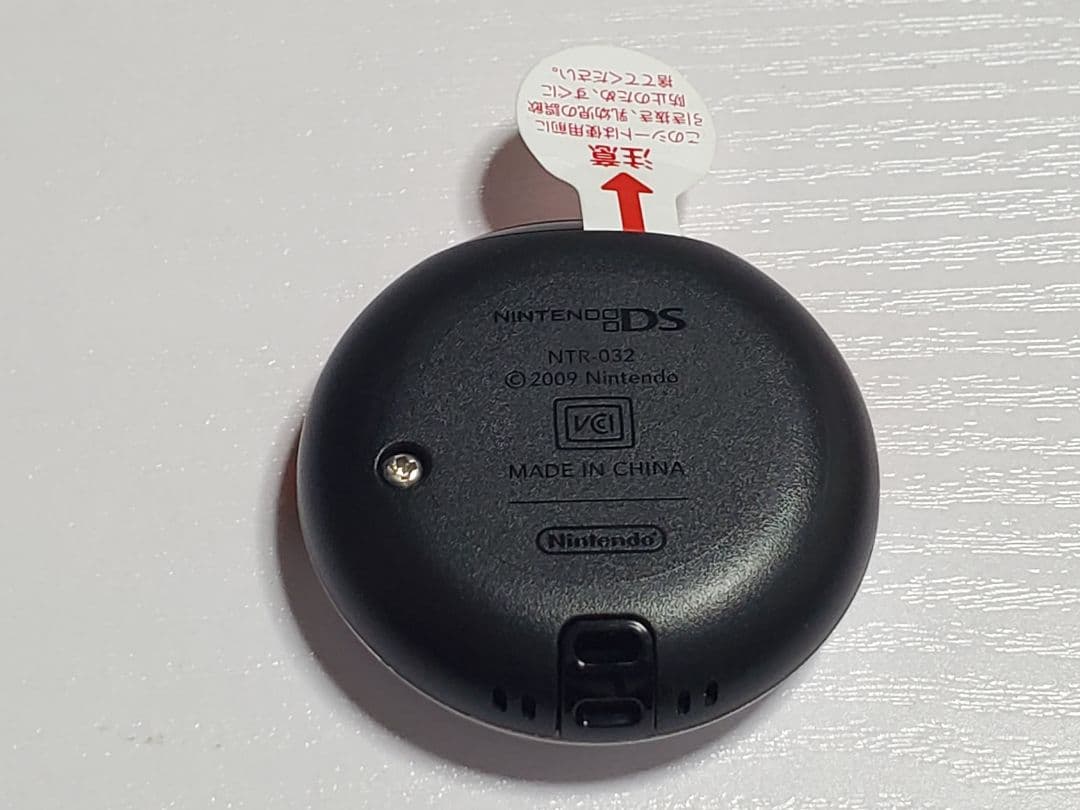 注意
このシートは使用前に
引き抜き、乳幼児の誤飲
防止のため、すぐに
捨ててください。
NINTENDO DS
NTR-032
©2009 Nintendo
VCI
MADE IN CHINA
Nintendo